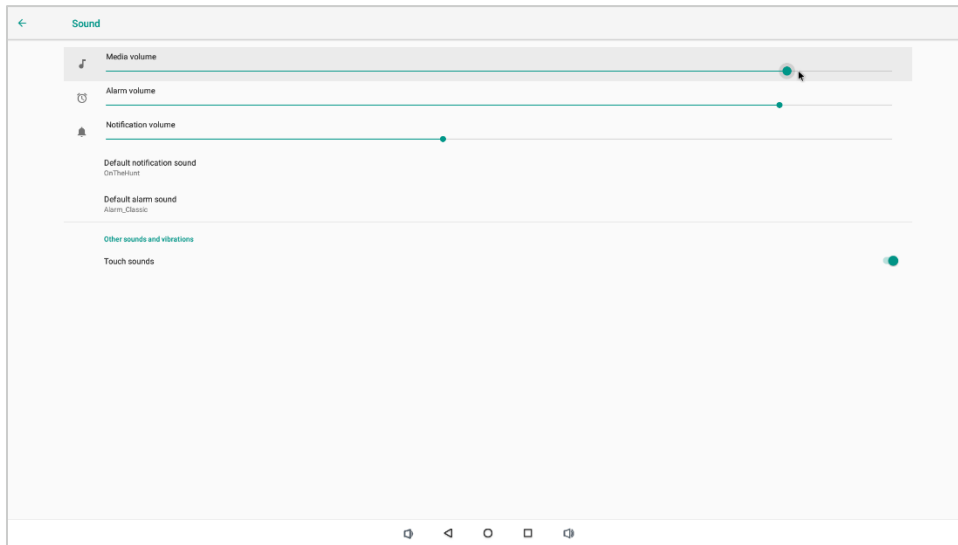 Sound
Media volume
Alarm volume
Notification volume
Default notification sound
OnTheHunt
Default alarm sound
Alarm_Classic
Other sounds and vibrations
Touch sounds